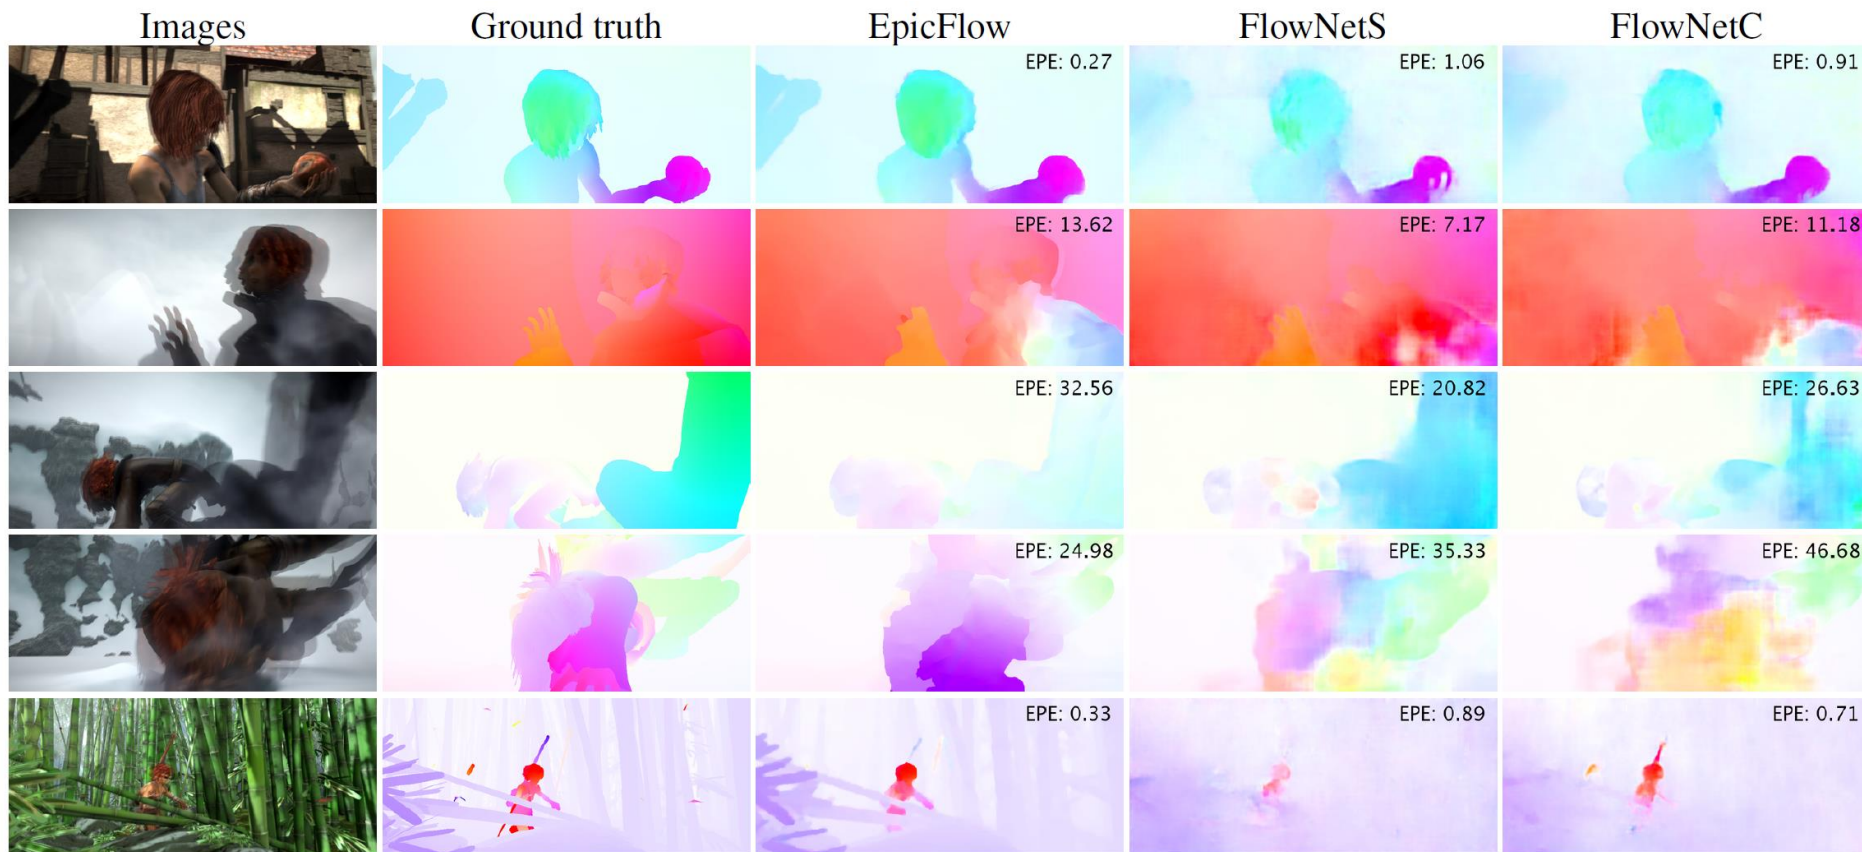 Images Ground truth EpicFlow FlowNetS FlowNetC
EPE: 0.27 EPE: 1.06 EPE: 0.91
EPE: 13.62 EPE: 7.17 EPE: 11.18
EPE: 32.56 EPE: 20.82 EPE: 26.63
EPE: 24.98 EPE: 35.33 EPE: 46.68
EPE: 0.33 EPE: 0.89 EPE: 0.71